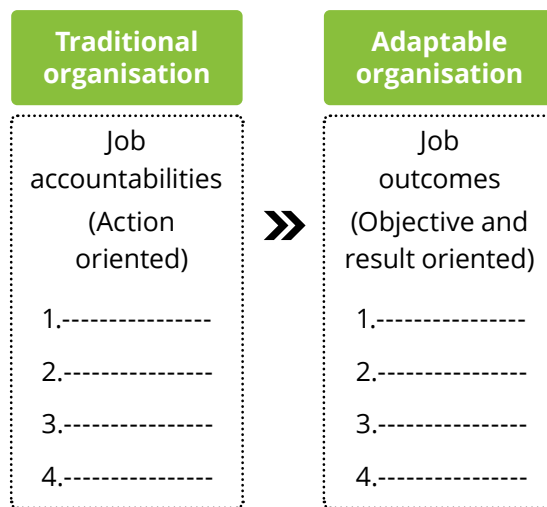 Traditional
organisation
Job
accountabilities
(Action
oriented)
1.----------------
2.----------------
3.----------------
4.----------------
Adaptable
organisation
Job
outcomes
(Objective and
result oriented)
1.----------------
2.----------------
3.----------------
4.----------------